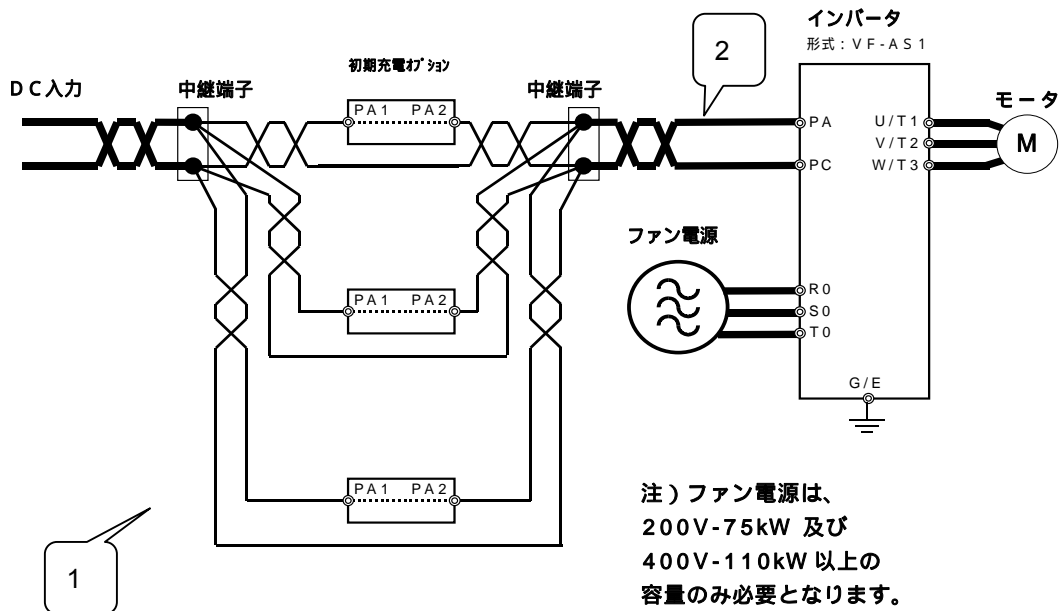 インバータ
形式：ＶＦ-ＡＳ１
2
初期充電ｵﾌﾟｼｮﾝ
ＤＣ入力
中継端子
中継端子
モータ
PA1 PA2
PA
U/T1
V/T2
M
PC
W/T3
ファン電源
PA1 PA2
R0
S0
T0
G/E
PA1 PA2
注）ファン電源は、
200V-75kW 及び
400V-110kW 以上の
容量のみ必要となります。
1